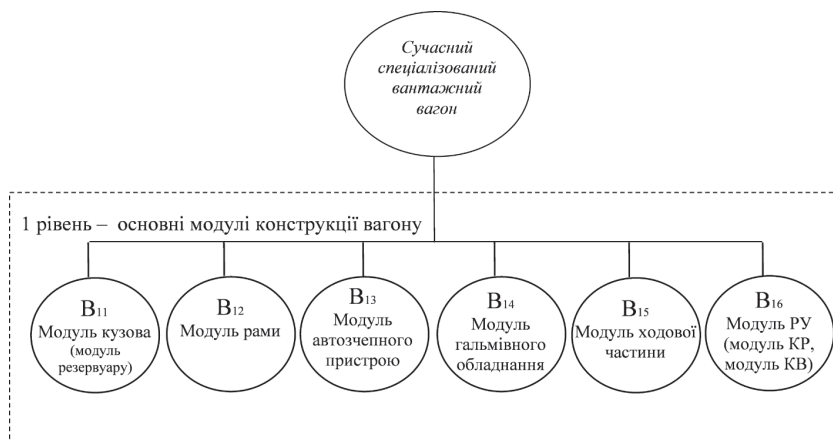 Сучасний
спеціалізований
вантажний
вагон
1 рівень – основні модулі конструкції вагону
В11
Модуль кузова
(модуль
резервуару)
В12
Модуль рами
В13
Модуль
автозчепного
пристрою
В14
Модуль
гальмівного
обладнання
В15
Модуль ходової
частини
В16
Модуль РУ
(модуль КР,
модуль КВ)